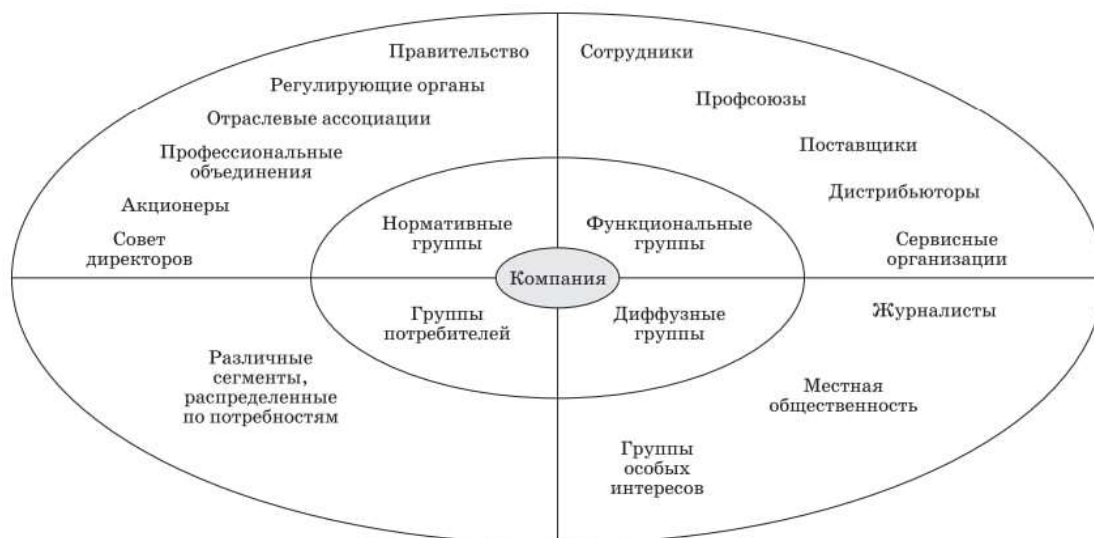 Правительство
Регулирующие органы
Отраслевые ассоциации
Профессиональные
объединения
Акционеры
Совет
директоров
Сотрудники
Профсоюзы
Поставщики
Дистрибьюторы
Сервисные
организации
Нормативные
группы
Функциональные
группы
Компания
Группы
потребителей
Диффузные
группы
Различные
сегменты,
распределенные
по потребностям
Журналисты
Местная
общественность
Группы
особых
интересов